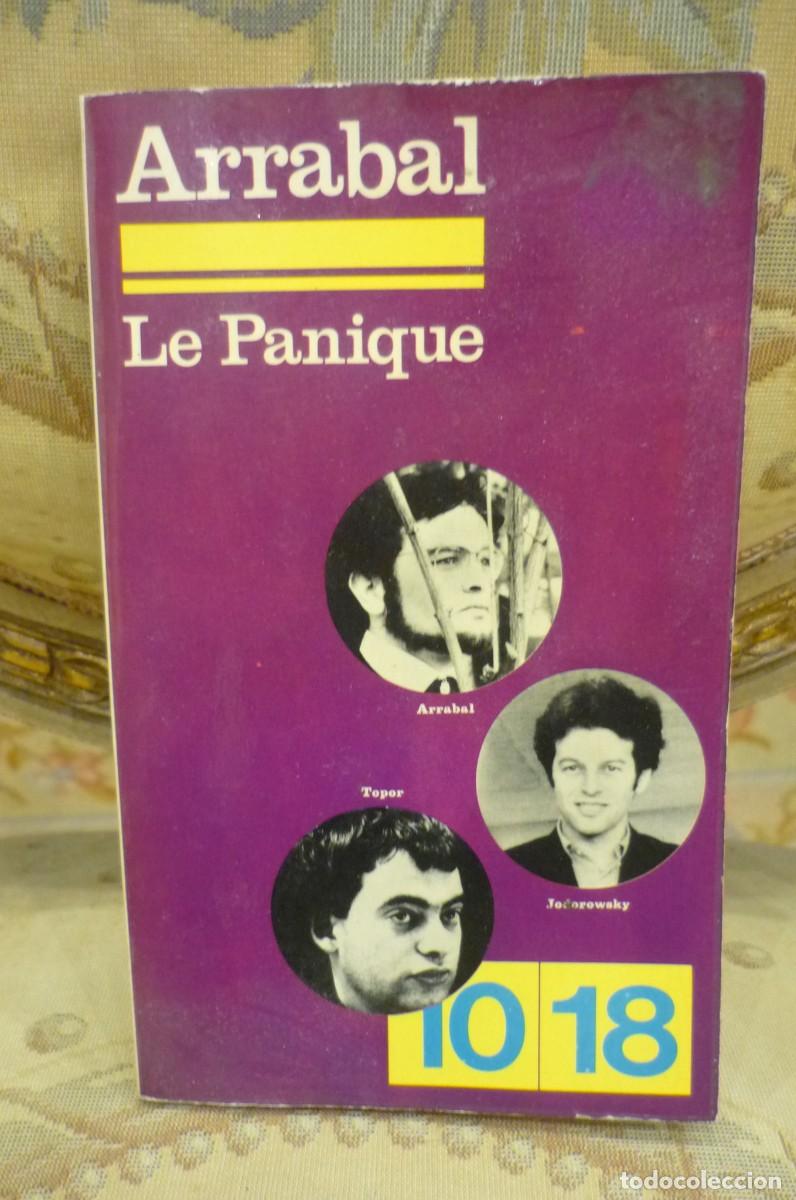 Arrabal
Le Panique
Arrabal
Topor
Jodorowsky
10 18
todocoleccion